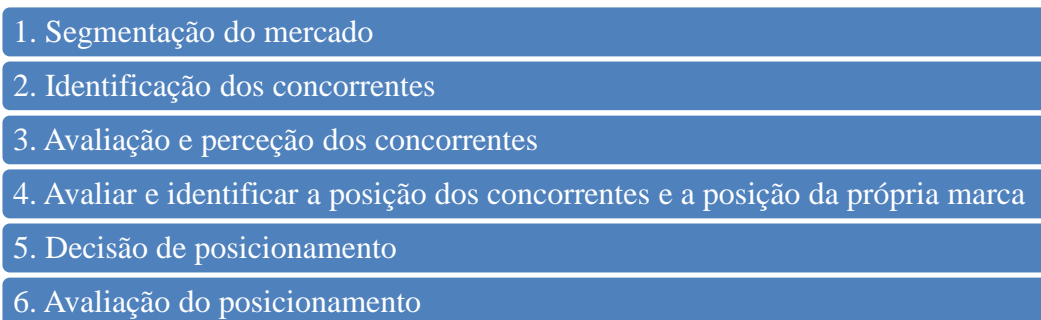 1. Segmentação do mercado
2. Identificação dos concorrentes
3. Avaliação e perceção dos concorrentes
4. Avaliar e identificar a posição dos concorrentes e a posição da própria marca
5. Decisão de posicionamento
6. Avaliação do posicionamento